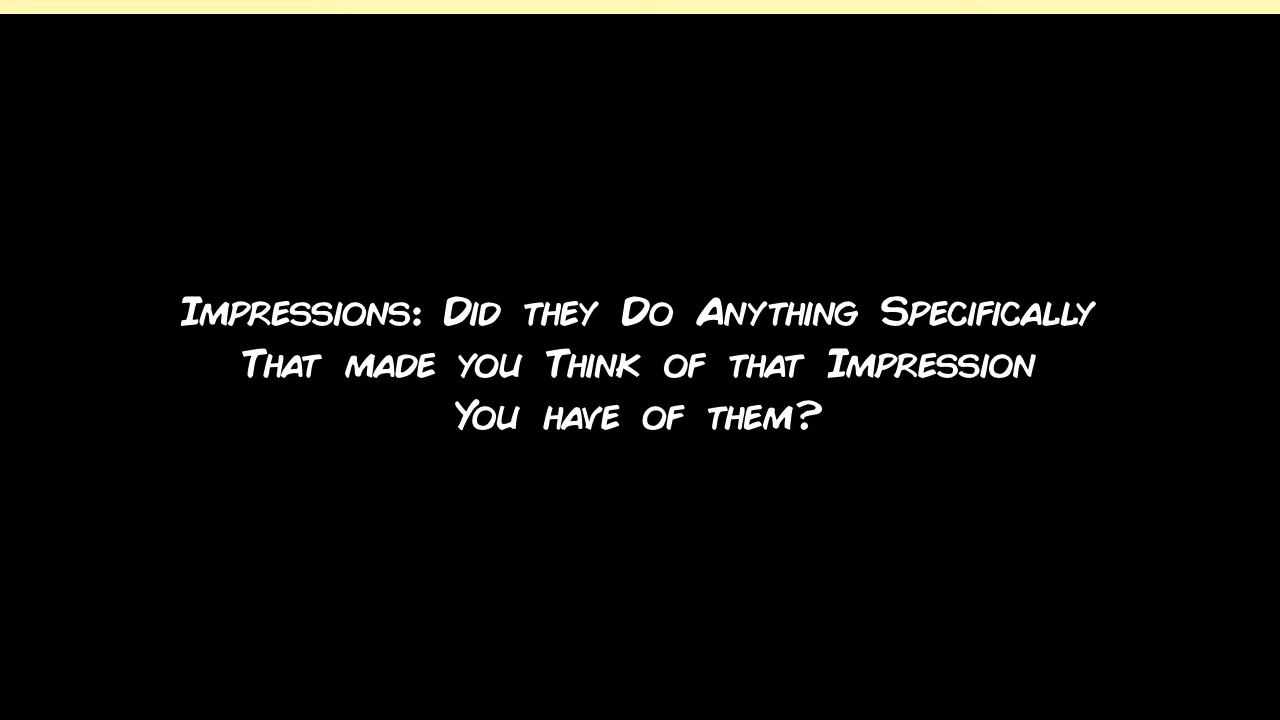 Impressions: Did they Do Anything Specifically
That made you Think of that Impression
You have of them?